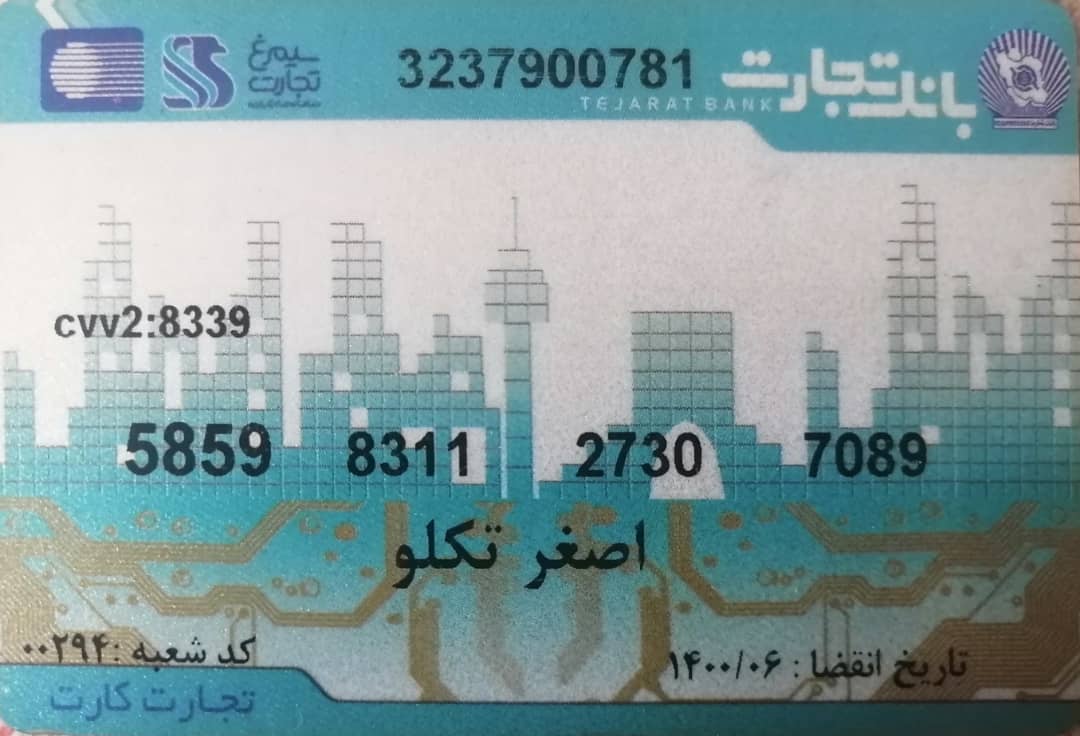 بانک تجارت
TEJARAT BANK
3237900781
سیمرغ
تجارت
cvv2:8339
5859 8311 2730 7089
اصغر تکلو
تاریخ انقضا : ۱۴۰۰/۰۶
کد شعبه :۰۰۲۹۴
تجارت کارت